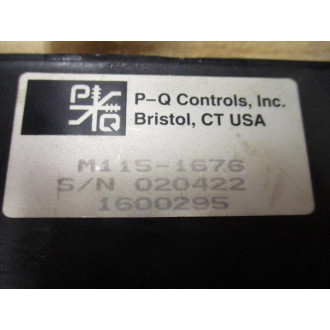 P Q
P-Q Controls, Inc.
Bristol, CT USA
M115-1676
S/N 020422
1600295